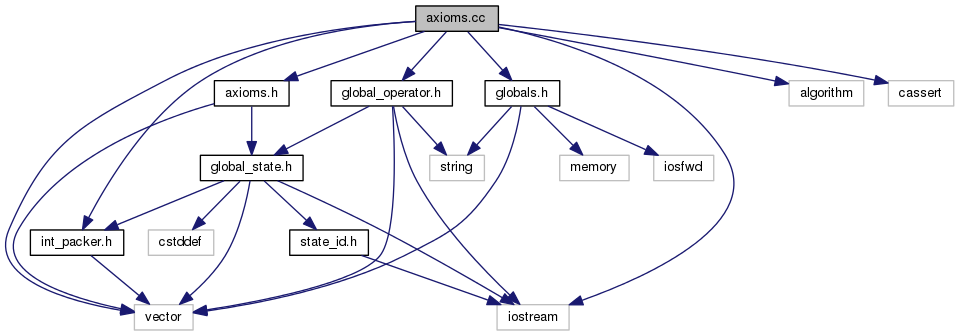 axioms.cc
axioms.h
global_operator.h
globals.h
algorithm
cassert
global_state.h
string
memory
iosfwd
int_packer.h
cstddef
state_id.h
vector
iostream